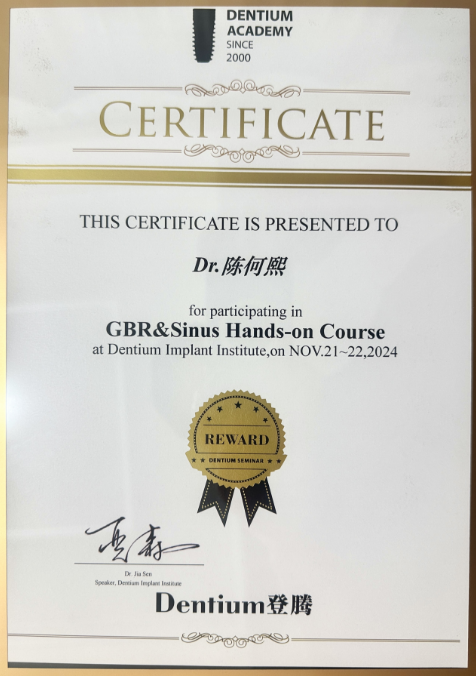 DENTIUM
ACADEMY
SINCE
2000
CERTIFICATE
THIS CERTIFICATE IS PRESENTED TO
Dr.陈何熙
for participating in
GBR&Sinus Hands-on Course
at Dentium Implant Institute,on NOV.21~22,2024
REWARD
★ DENTIUM SEMINAR ★
Dr Jia Sen
Speaker, Dentium Implant Institute
Dentium登腾